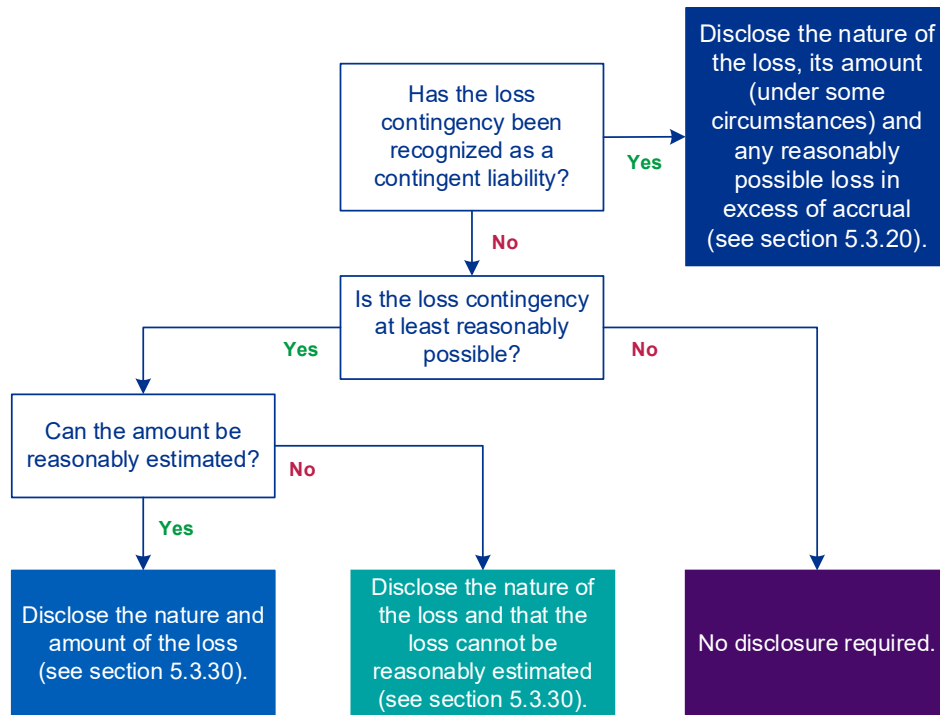 Has the loss
contingency been
recognized as a
contingent liability?
Yes
Disclose the nature of
the loss, its amount
(under some
circumstances) and
any reasonably
possible loss in
excess of accrual
(see section 5.3.20).
No
Is the loss contingency
at least reasonably
possible?
Yes
No
Can the amount be
reasonably estimated?
No
Yes
Disclose the nature and
amount of the loss
(see section 5.3.30).
Disclose the nature of
the loss and that the
loss cannot be
reasonably estimated
(see section 5.3.30).
No disclosure required.